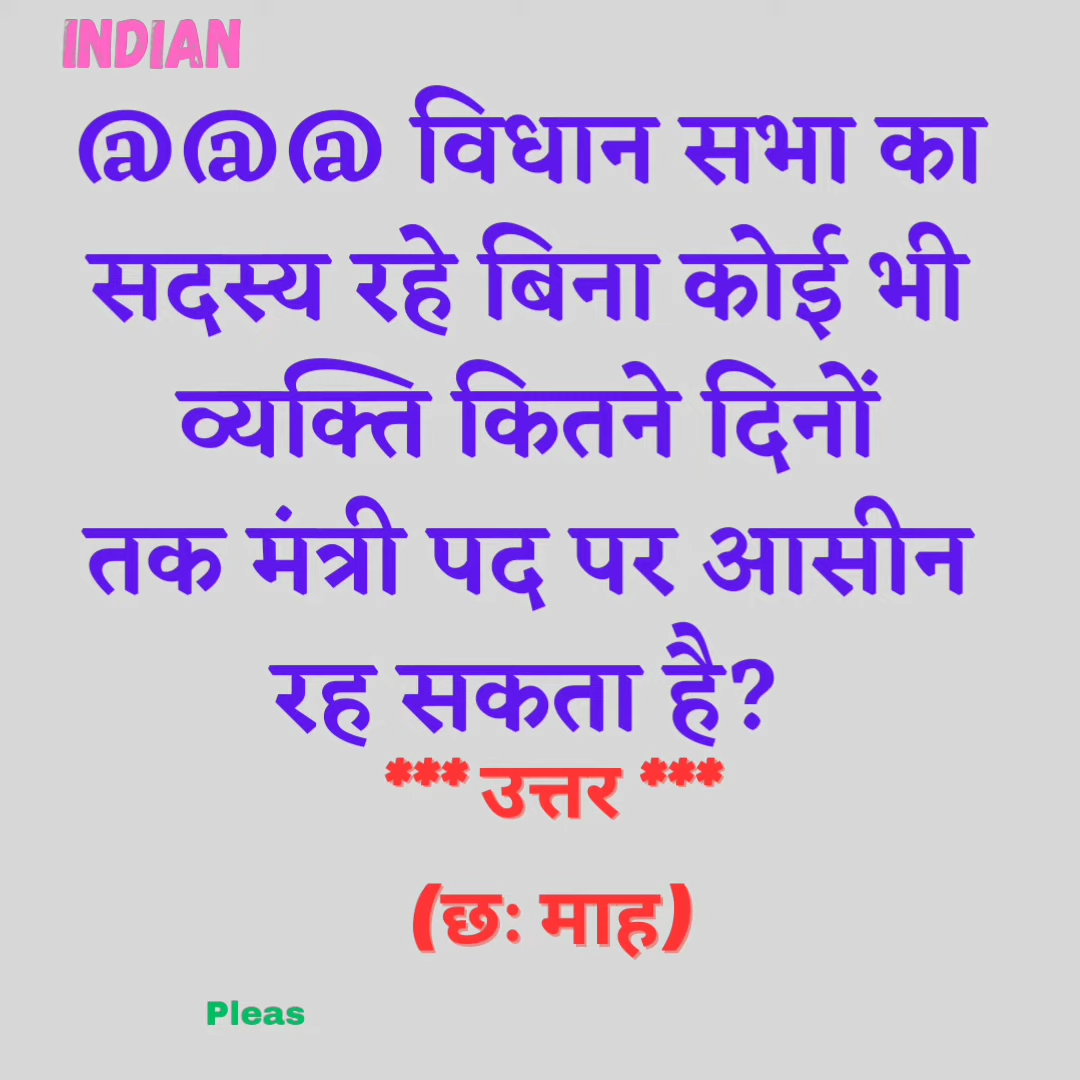 INDIAN
@@@ विधान सभा का
सदस्य रहे बिना कोई भी
व्यक्ति कितने दिनों
तक मंत्री पद पर आसीन
रह सकता है?
*** उत्तर ***
(छः माह)
Pleas